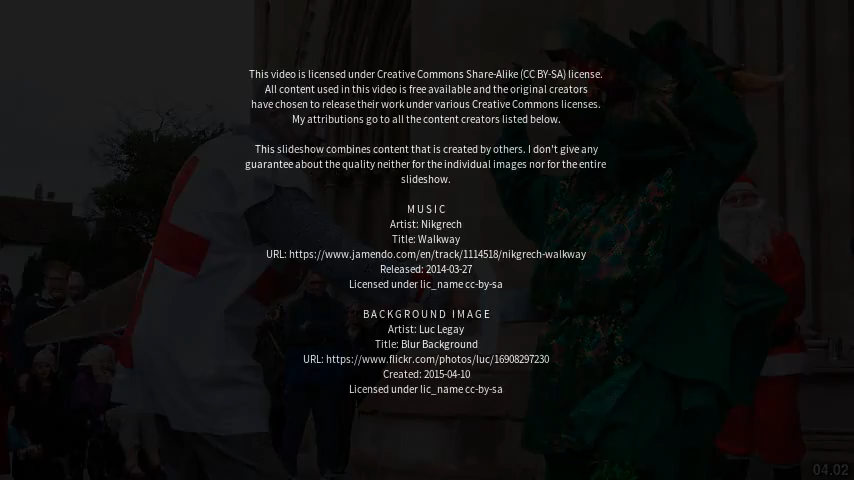 This video is licensed under Creative Commons Share-Alike (CC BY-SA) license.
All content used in this video is free available and the original creators
have chosen to release their work under various Creative Commons licenses.
My attributions go to all the content creators listed below.
This slideshow combines content that is created by others. I don't give any
guarantee about the quality neither for the individual images nor for the entire
slideshow.
MUSIC
Artist: Nikgrech
Title: Walkway
URL: https://www.jamendo.com/en/track/1114518/nikgrech-walkway
Released: 2014-03-27
Licensed under lic_name cc-by-sa
BACKGROUND IMAGE
Artist: Luc Legay
Title: Blur Background
URL: https://www.flickr.com/photos/luc/16908297230
Created: 2015-04-10
Licensed under lic_name cc-by-sa
04.02